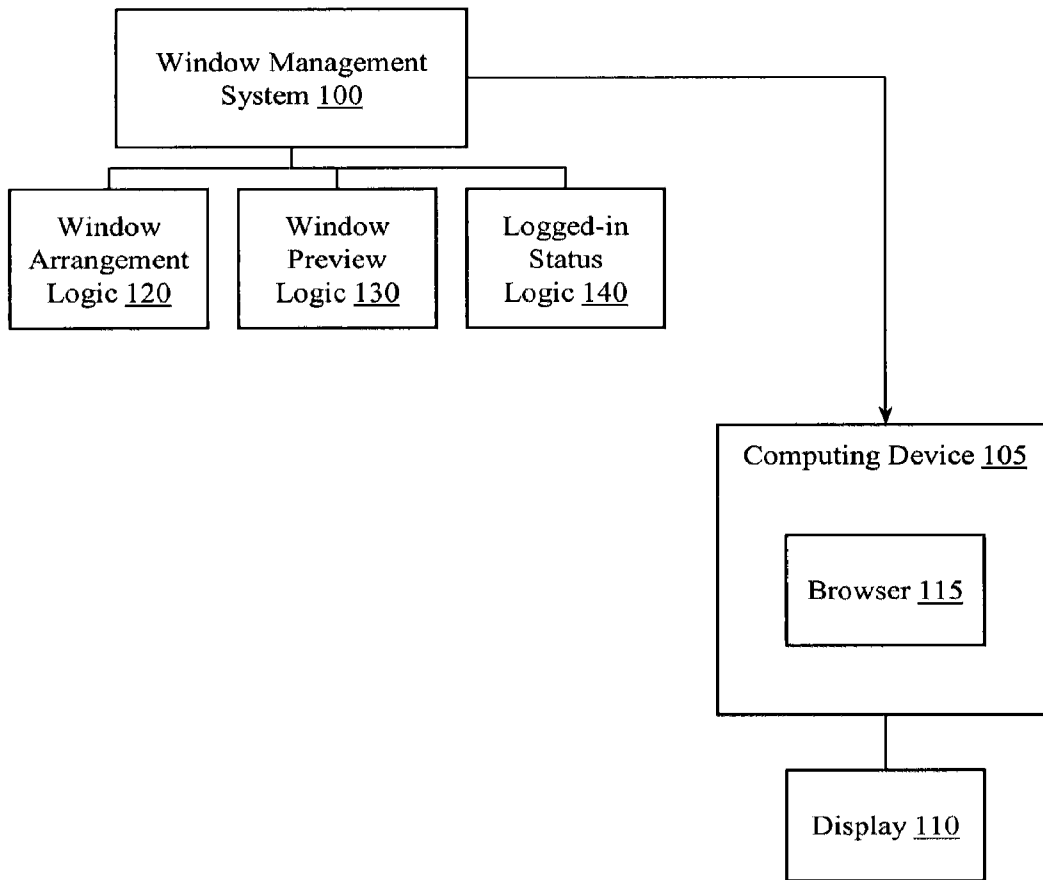 Window Management
System 100
Window
Arrangement
Logic 120
Window
Preview
Logic 130
Logged-in
Status
Logic 140
Computing Device 105
Browser 115
Display 110